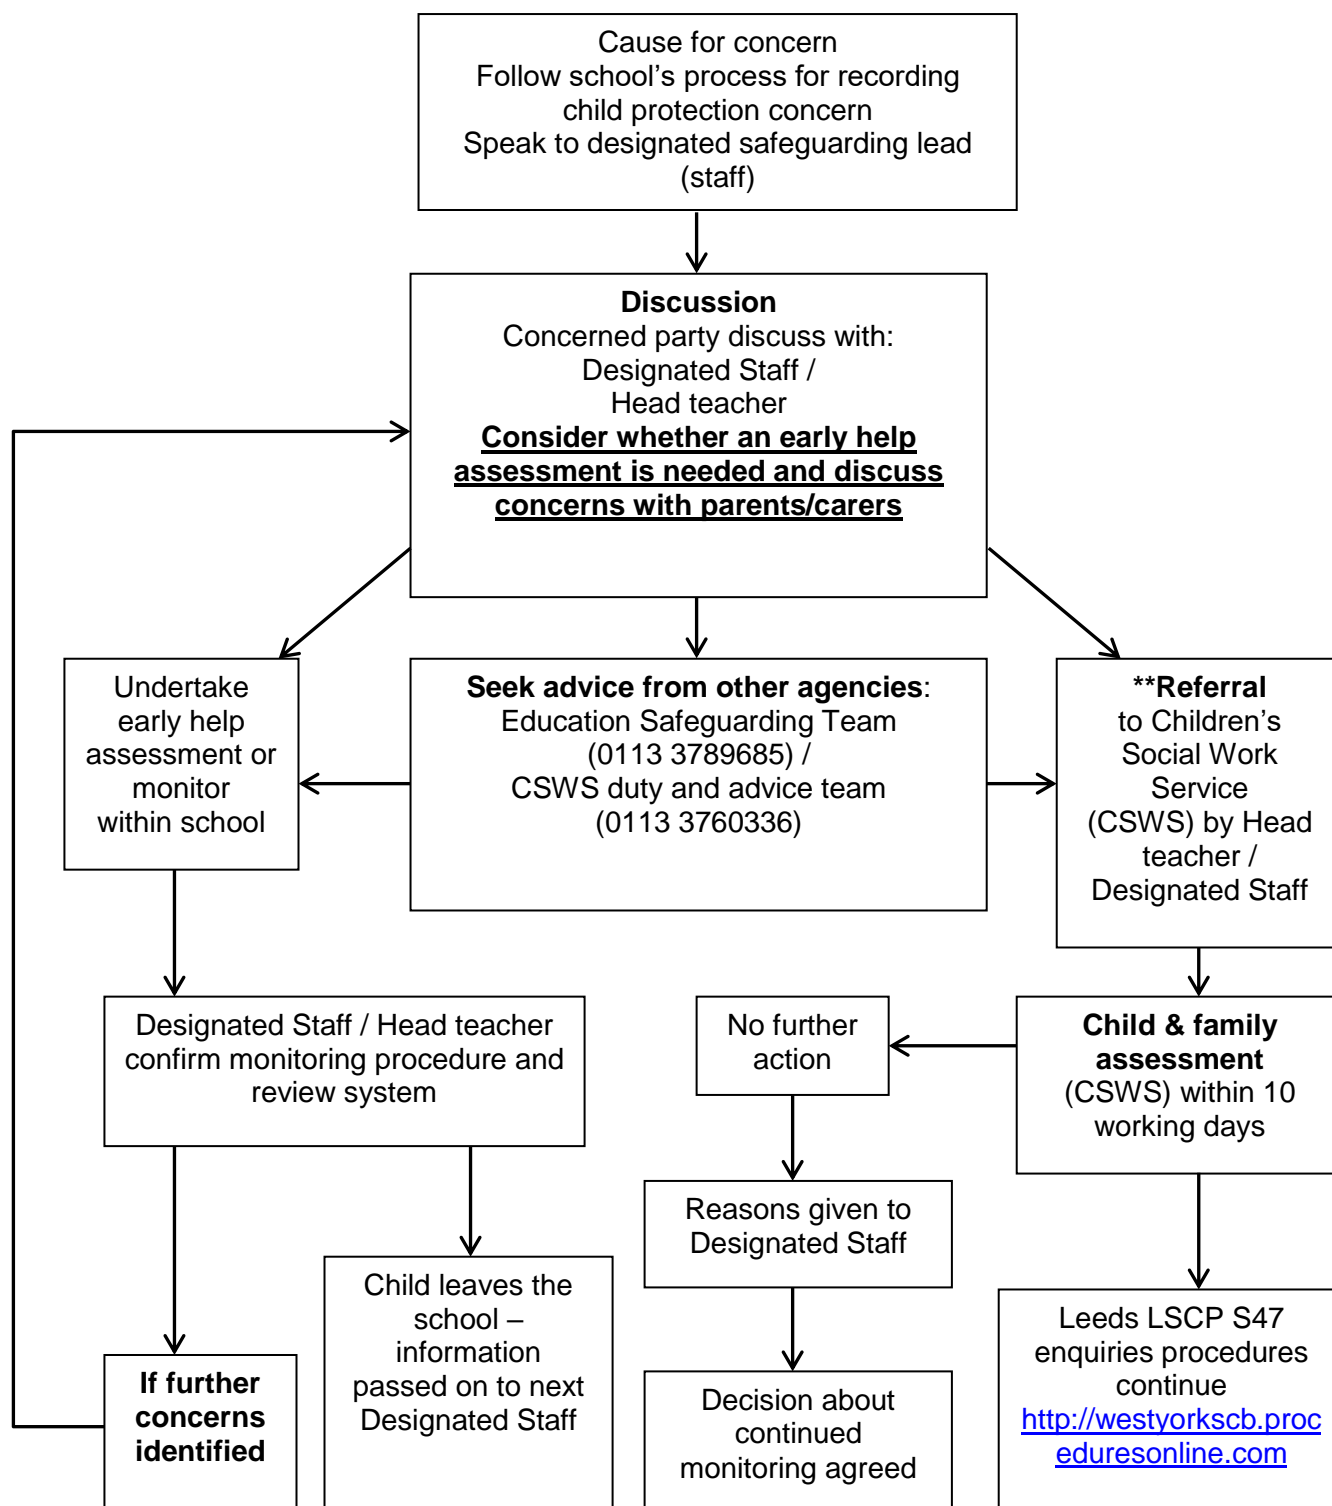 Cause for concern
Follow school’s process for recording
child protection concern
Speak to designated safeguarding lead
(staff)
Discussion
Concerned party discuss with:
Designated Staff /
Head teacher
Consider whether an early help
assessment is needed and discuss
concerns with parents/carers
Undertake
early help
assessment or
monitor
within school
Seek advice from other agencies:
Education Safeguarding Team
(0113 3789685) /
CSWS duty and advice team
(0113 3760336)
**Referral
to Children’s
Social Work
Service
(CSWS) by Head
teacher /
Designated Staff
Designated Staff / Head teacher
confirm monitoring procedure and
review system
No further
action
Child & family
assessment
(CSWS) within 10
working days
Reasons given to
Designated Staff
If further
concerns
identified
Child leaves the
school –
information
passed on to next
Designated Staff
Decision about
continued
monitoring agreed
Leeds LSCP S47
enquiries procedures
continue
http://westyorkscb.proc
eduresonline.com